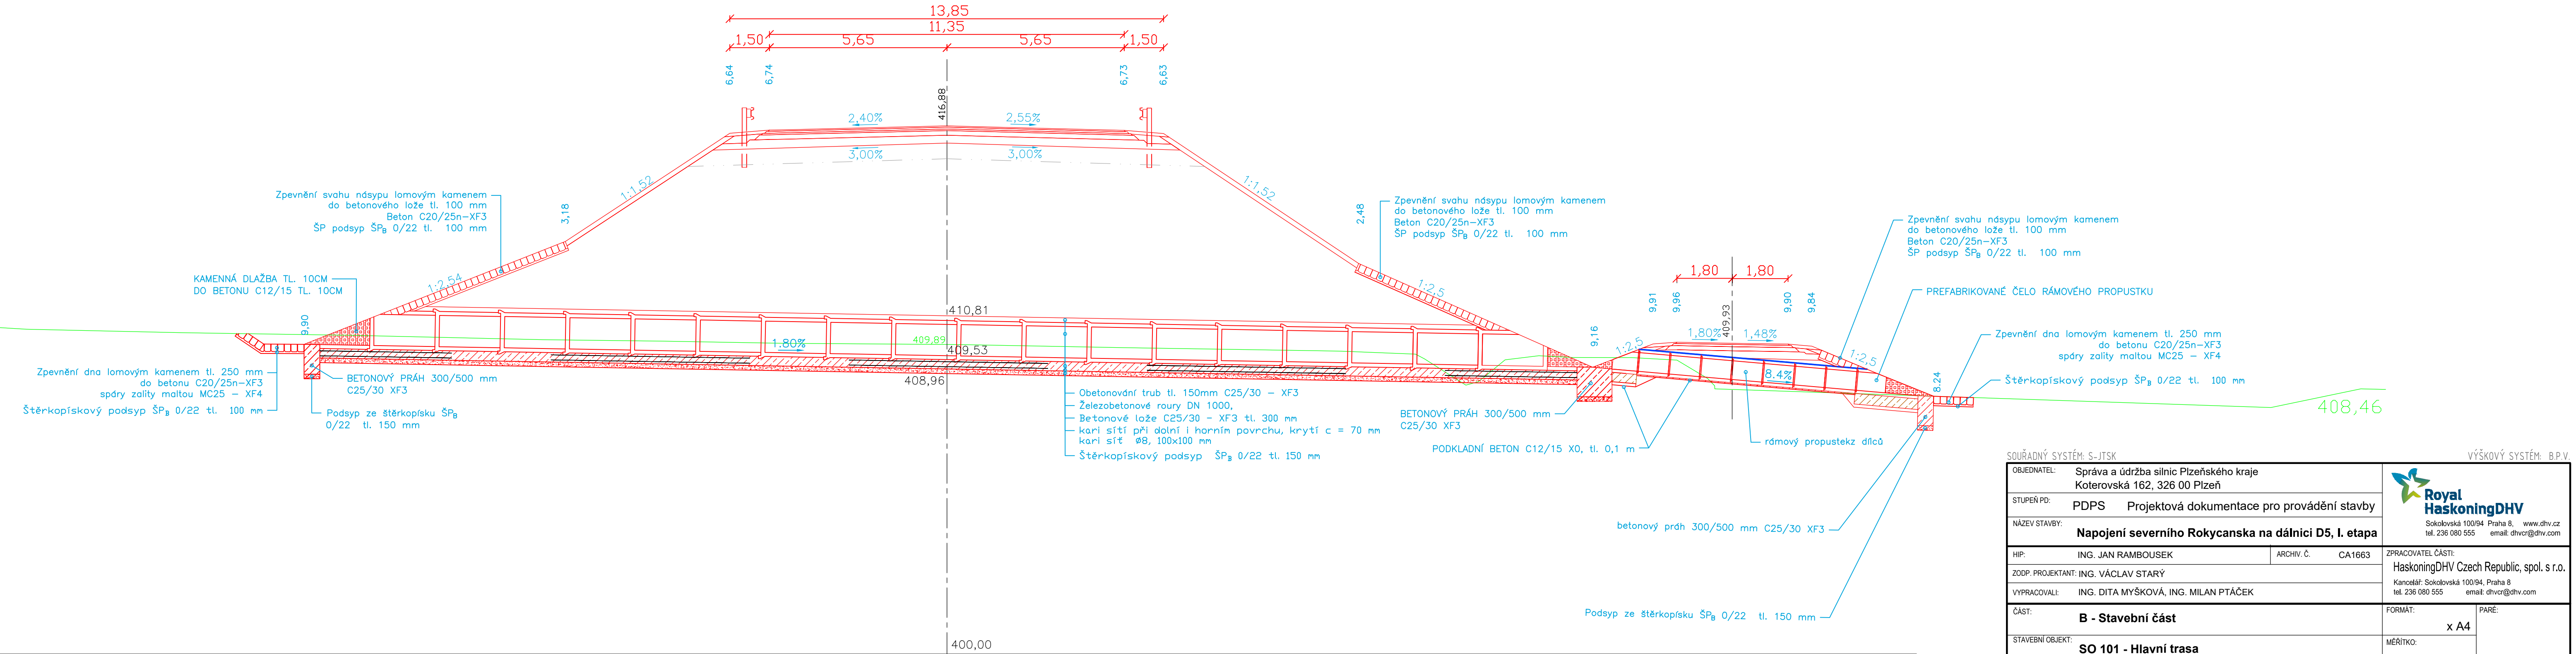 13,85
11,35
1,50
5,65
5,65
1,50
6,64
6,74
6,73
6,63
416,88
2,40%
2,55%
3,00%
3,00%
1:1,52
1:1,52
3,18
2,48
Zpevnění svahu násypu lomovým kamenem
do betonového lože tl. 100 mm
Beton C20/25n-XF3
ŠP podsyp ŠPB 0/22 tl. 100 mm
KAMENNÁ DLAŽBA TL. 10CM
DO BETONU C12/15 TL. 10CM
1:2,54
9,90
Zpevnění dna lomovým kamenem tl. 250 mm
do betonu C20/25n-XF3
spáry zality maltou MC25 - XF4
Štěrkopískový podsyp ŠPB 0/22 tl. 100 mm
BETONOVÝ PRÁH 300/500 mm
C25/30 XF3
Podsyp ze štěrkopísku ŠPB
0/22 tl. 150 mm
1.80%
410,81
409,89
409,53
408,96
Obetonování trub tl. 150mm C25/30 - XF3
Železobetonové roury DN 1000,
Betonové lože C25/30 - XF3 tl. 300 mm
kari sítí při dolní i horním povrchu, krytí c = 70 mm
kari síť ø8, 100x100 mm
Štěrkopískový podsyp ŠPB 0/22 tl. 150 mm
400,00
Zpevnění svahu násypu lomovým kamenem
do betonového lože tl. 100 mm
Beton C20/25n-XF3
ŠP podsyp ŠPB 0/22 tl. 100 mm
1:2,5
9,16
1:2,5
1,80
1,80
9,91
9,96
409,93
9,90
9,84
1,80%
1,48%
8.4%
1:2,5
8.24
Zpevnění svahu násypu lomovým kamenem
do betonového lože tl. 100 mm
Beton C20/25n-XF3
ŠP podsyp ŠPB 0/22 tl. 100 mm
PREFABRIKOVANÉ ČELO RÁMOVÉHO PROPUSTKU
Zpevnění dna lomovým kamenem tl. 250 mm
do betonu C20/25n-XF3
spáry zality maltou MC25 - XF4
Štěrkopískový podsyp ŠPB 0/22 tl. 100 mm
408,46
BETONOVÝ PRÁH 300/500 mm
C25/30 XF3
PODKLADNÍ BETON C12/15 X0, tl. 0,1 m
rámový propustekz dílců
betonový práh 300/500 mm C25/30 XF3
Podsyp ze štěrkopísku ŠPB 0/22 tl. 150 mm
SOUŘADNÝ SYSTÉM: S-JTSK
VÝŠKOVÝ SYSTÉM: B.P.V.
OBJEDNATEL: Správa a údržba silnic Plzeňského kraje
Koterovská 162, 326 00 Plzeň
STUPEŇ PD: PDPS Projektová dokumentace pro provádění stavby
NÁZEV STAVBY:
Napojení severního Rokycanska na dálnici D5, I. etapa
Royal
HaskoningDHV
Sokolovská 100/94 Praha 8, www.dhv.cz
tel. 236 080 555 email: dhvcr@dhv.com
HIP: ING. JAN RAMBOUSEK ARCHIV. Č. CA1663
ZODP. PROJEKTANT: ING. VÁCLAV STARÝ
VYPRACOVALI: ING. DITA MYŠKOVÁ, ING. MILAN PTÁČEK
ZPRACOVATEL ČÁSTI:
HaskoningDHV Czech Republic, spol. s r.o.
Kancelář: Sokolovská 100/94, Praha 8
tel. 236 080 555 email: dhvcr@dhv.com
ČÁST:
B - Stavební část
FORMÁT:
x A4
PARÉ:
STAVEBNÍ OBJEKT:
SO 101 - Hlavní trasa
MĚŘÍTKO: